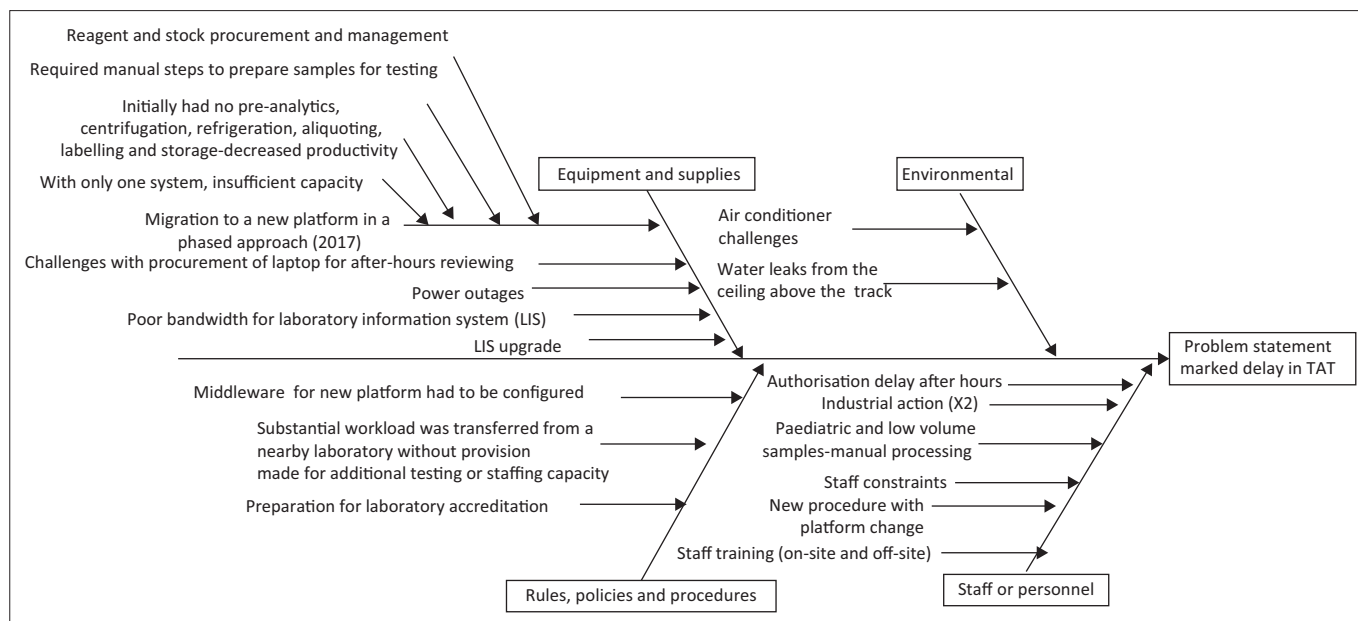 Reagent and stock procurement and management
Required manual steps to prepare samples for testing
Initially had no pre-analytics,
centrifugation, refrigeration, aliquoting,
labelling and storage-decreased productivity
With only one system, insufficient capacity
Migration to a new platform in a
phased approach (2017)
Challenges with procurement of laptop for after-hours reviewing
Power outages
Poor bandwidth for laboratory information system (LIS)
LIS upgrade
Equipment and supplies
Environmental
Air conditioner
challenges
Water leaks from the
ceiling above the track
Problem statement
marked delay in TAT
Middleware for new platform had to be configured
Substantial workload was transferred from a
nearby laboratory without provision
made for additional testing or staffing capacity
Preparation for laboratory accreditation
Rules, policies and procedures
Authorisation delay after hours
Industrial action (X2)
Paediatric and low volume
samples-manual processing
Staff constraints
New procedure with
platform change
Staff training (on-site and off-site)
Staff or personnel